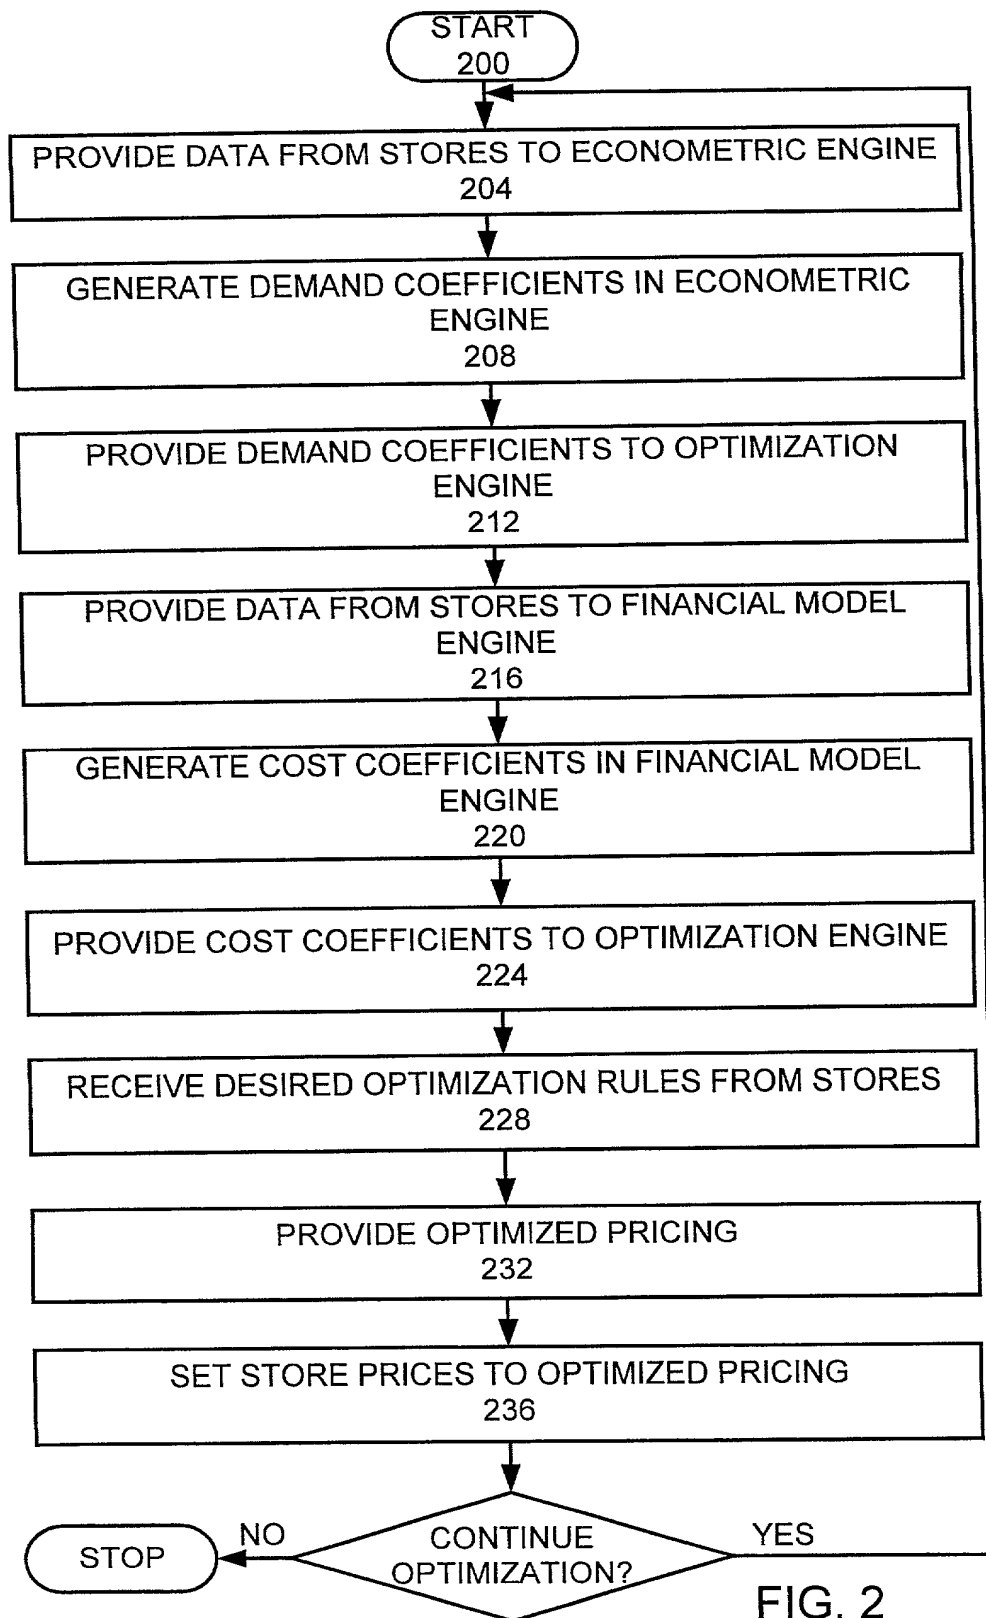 START
200
PROVIDE DATA FROM STORES TO ECONOMETRIC ENGINE
204
GENERATE DEMAND COEFFICIENTS IN ECONOMETRIC
ENGINE
208
PROVIDE DEMAND COEFFICIENTS TO OPTIMIZATION
ENGINE
212
PROVIDE DATA FROM STORES TO FINANCIAL MODEL
ENGINE
216
GENERATE COST COEFFICIENTS IN FINANCIAL MODEL
ENGINE
220
PROVIDE COST COEFFICIENTS TO OPTIMIZATION ENGINE
224
RECEIVE DESIRED OPTIMIZATION RULES FROM STORES
228
PROVIDE OPTIMIZED PRICING
232
SET STORE PRICES TO OPTIMIZED PRICING
236
STOP
NO
CONTINUE
OPTIMIZATION?
YES
FIG. 2